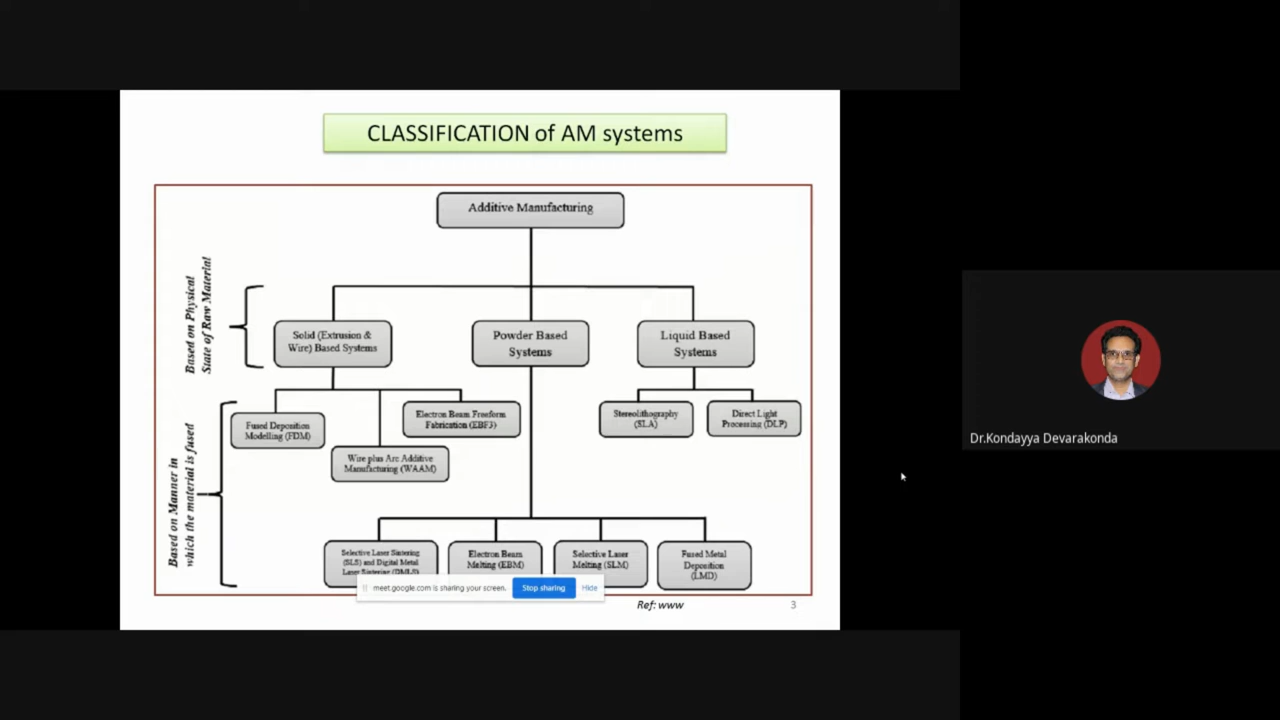 CLASSIFICATION of AM systems
Additive Manufacturing
Based on Physical
State of Raw Material
Solid (Extrusion &
Wire) Based Systems
Powder Based
Systems
Liquid Based
Systems
Based on Manner in
which the material is fused
Fused Deposition
Modelling (FDM)
Wire plus Arc Additive
Manufacturing (WAAM)
Electron Beam Freeform
Fabrication (EBF3)
Stereolithography
(SLA)
Direct Light
Processing (DLP)
Selective Laser Sintering
(SLS) and Digital Metal
Laser Sintering (DMLS)
Electron Beam
Melting (EBM)
Selective Laser
Melting (SLM)
Fused Metal
Deposition
(LMD)
meet.google.com is sharing your screen.
Stop sharing
Hide
Ref: www
3
Dr.Kondayya Devarakonda